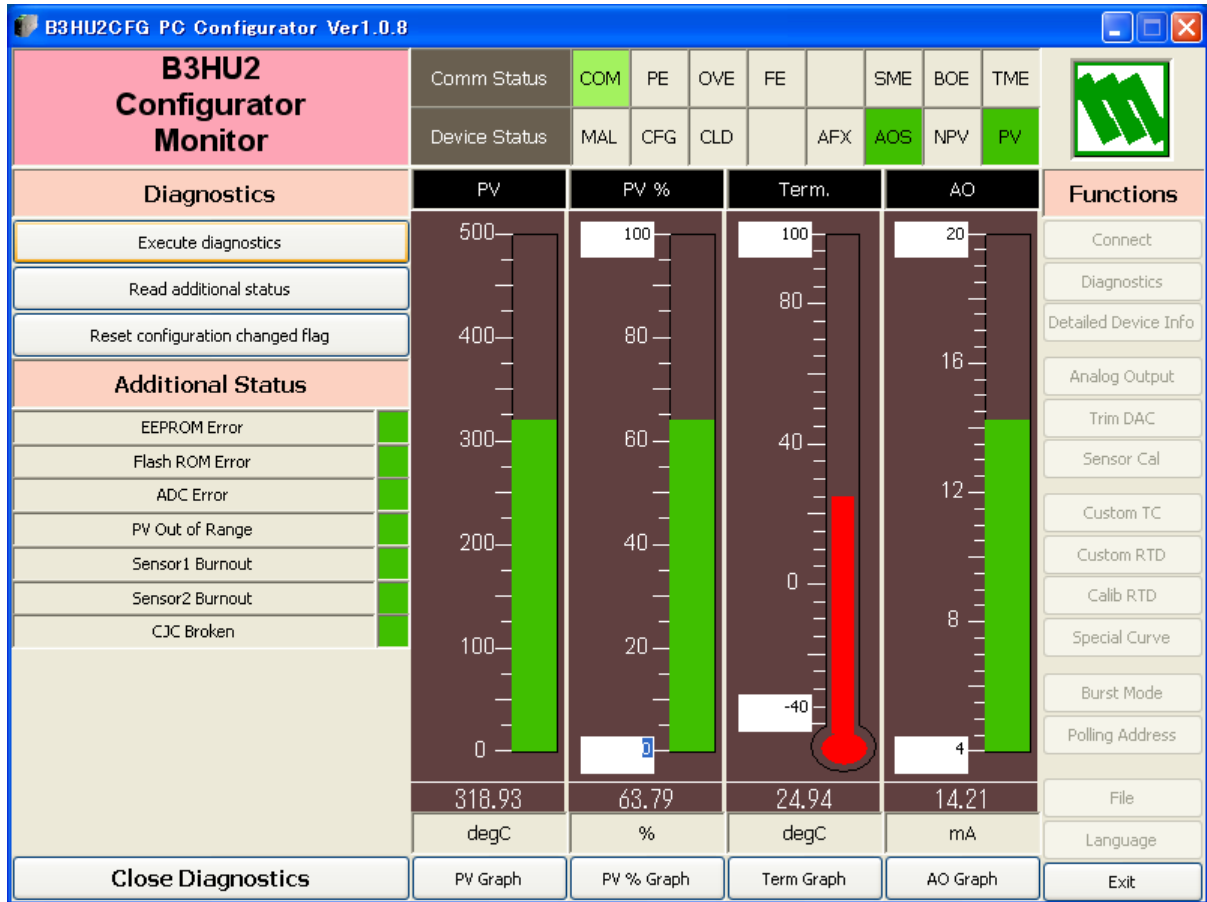 B3HU2CFG PC Configurator Ver1.0.8
B3HU2
Configurator
Monitor
Comm Status COM PE OVE FE SME BOE TME
Device Status MAL CFG CLD AFX AOS NPV PV
Diagnostics
Execute diagnostics
Read additional status
Reset configuration changed flag
Additional Status
EEPROM Error
Flash ROM Error
ADC Error
PV Out of Range
Sensor1 Burnout
Sensor2 Burnout
CJC Broken
Close Diagnostics
PV
500
400
300
200
100
0
318.93
degC
PV Graph
PV %
100
80
60
40
20
0
63.79
%
PV % Graph
Term.
100
80
40
0
-40
24.94
degC
Term Graph
AO
20
16
12
8
4
14.21
mA
AO Graph
Functions
Connect
Diagnostics
Detailed Device Info
Analog Output
Trim DAC
Sensor Cal
Custom TC
Custom RTD
Calib RTD
Special Curve
Burst Mode
Polling Address
File
Language
Exit